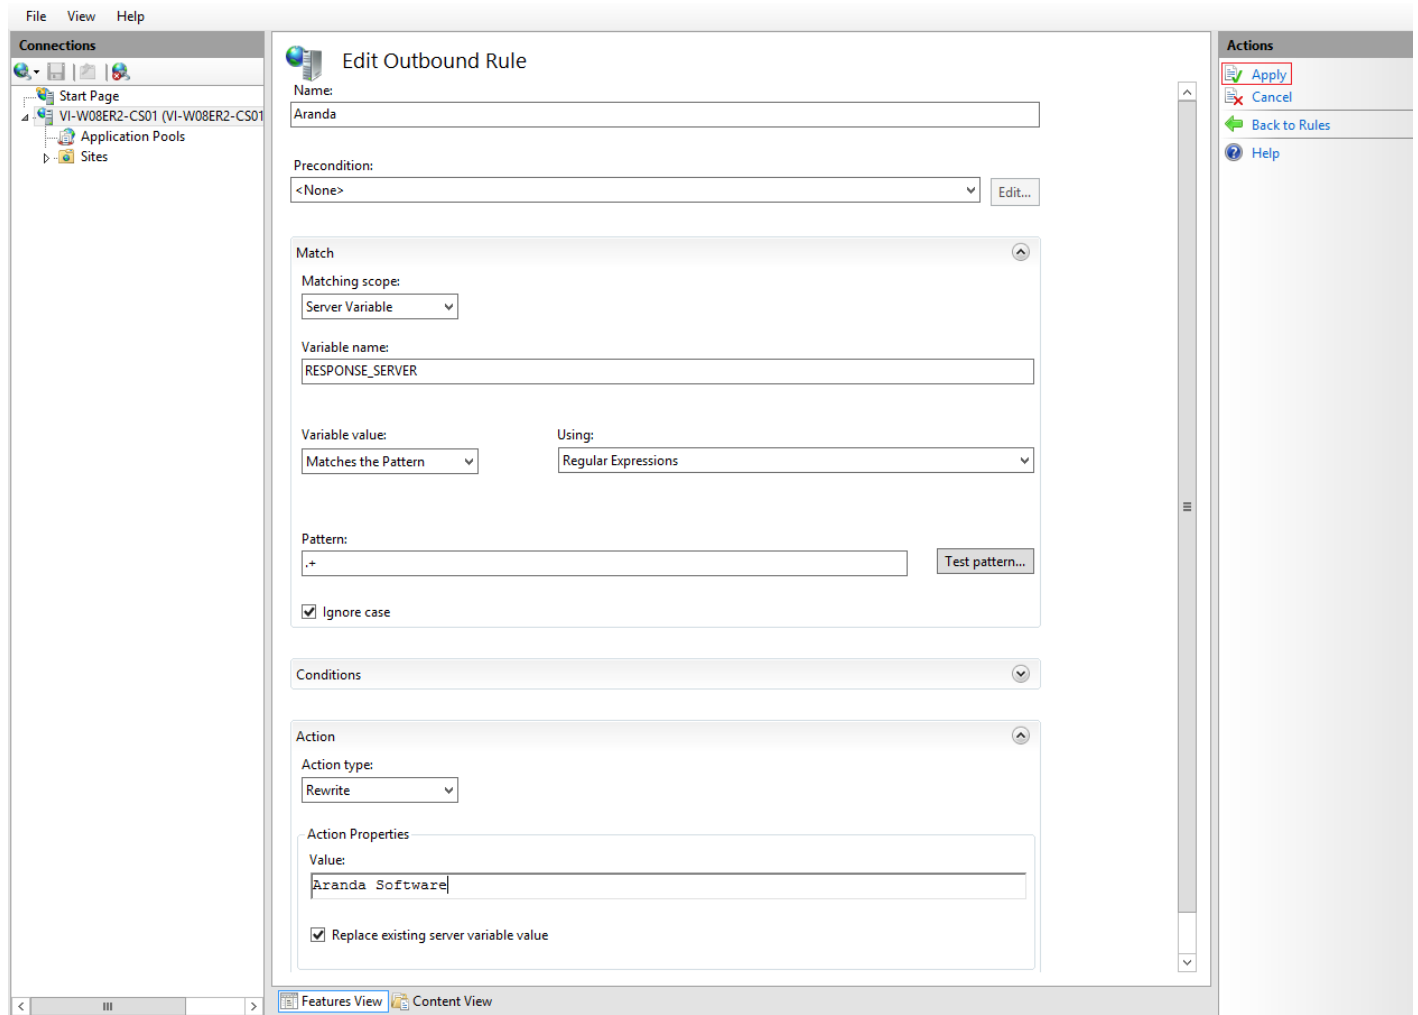 File View Help
Connections
Start Page
VI-W08ER2-CS01 (VI-W08ER2-CS01
Application Pools
Sites
Edit Outbound Rule
Name:
Aranda
Precondition:
<None>
Edit...
Match
Matching scope:
Server Variable
Variable name:
RESPONSE_SERVER
Variable value: Using:
Matches the Pattern Regular Expressions
Pattern:
.+ Test pattern...
Ignore case
Conditions
Action
Action type:
Rewrite
Action Properties
Value:
Aranda Software
Replace existing server variable value
Features View Content View
Actions
Apply
Cancel
Back to Rules
Help